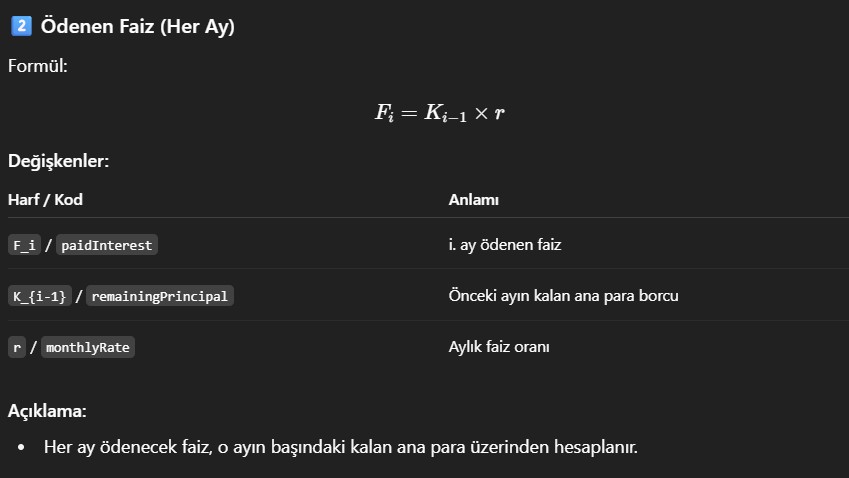 2 Ödenen Faiz (Her Ay)
Formül:
F_i = K_{i−1} × r
Değişkenler:
Harf / Kod Anlamı
F_i / paidInterest i. ay ödenen faiz
K_{i-1} / remainingPrincipal Önceki ayın kalan ana para borcu
r / monthlyRate Aylık faiz oranı
Açıklama:
• Her ay ödenecek faiz, o ayın başındaki kalan ana para üzerinden hesaplanır.